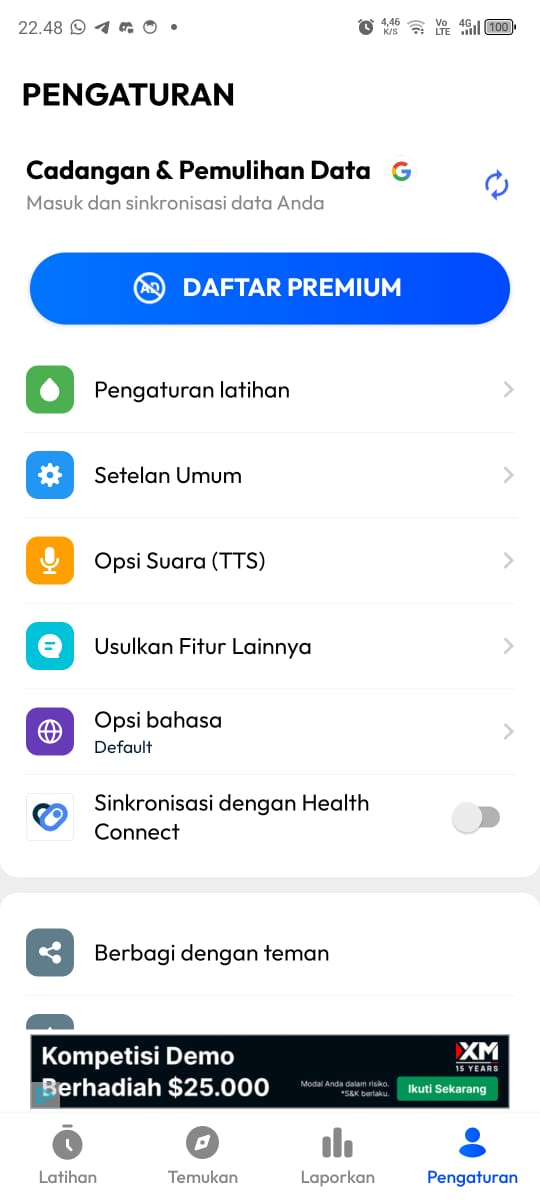 22.48
4,46 K/S
Vo LTE
4G
100
PENGATURAN
Cadangan & Pemulihan Data
Masuk dan sinkronisasi data Anda
AD DAFTAR PREMIUM
Pengaturan latihan
Setelan Umum
Opsi Suara (TTS)
Usulkan Fitur Lainnya
Opsi bahasa
Default
Sinkronisasi dengan Health
Connect
Berbagi dengan teman
Kompetisi Demo
Berhadiah $25.000
Modal Anda dalam risiko.
*S&K berlaku.
XM
15 YEARS
Ikuti Sekarang
Latihan
Temukan
Laporkan
Pengaturan